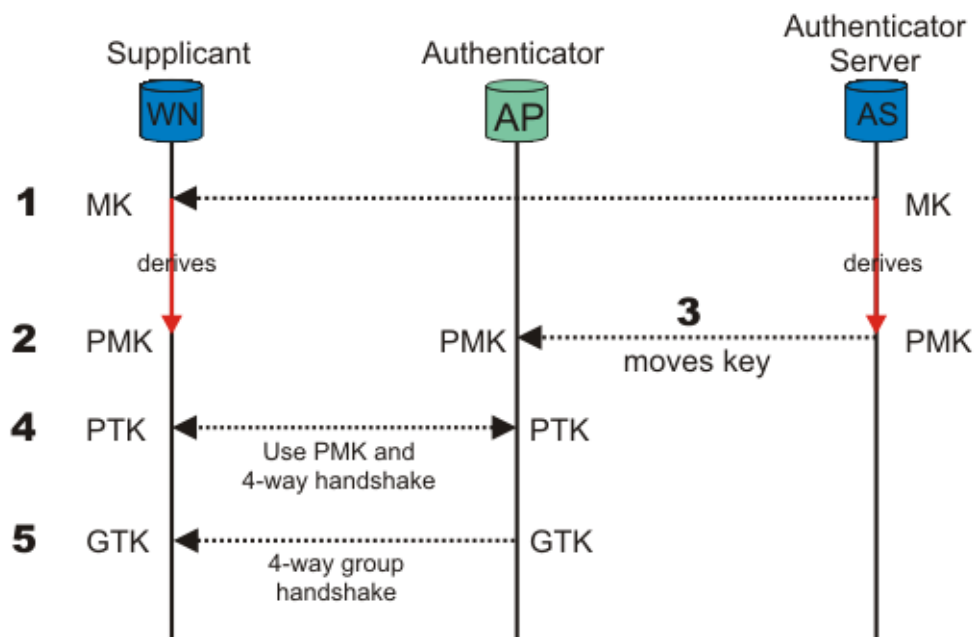 Supplicant
Authenticator
Authenticator
Server
WN
AP
AS
1
MK
MK
derives
derives
2
PMK
PMK
3
moves key
PMK
4
PTK
PTK
Use PMK and
4-way handshake
5
GTK
GTK
4-way group
handshake